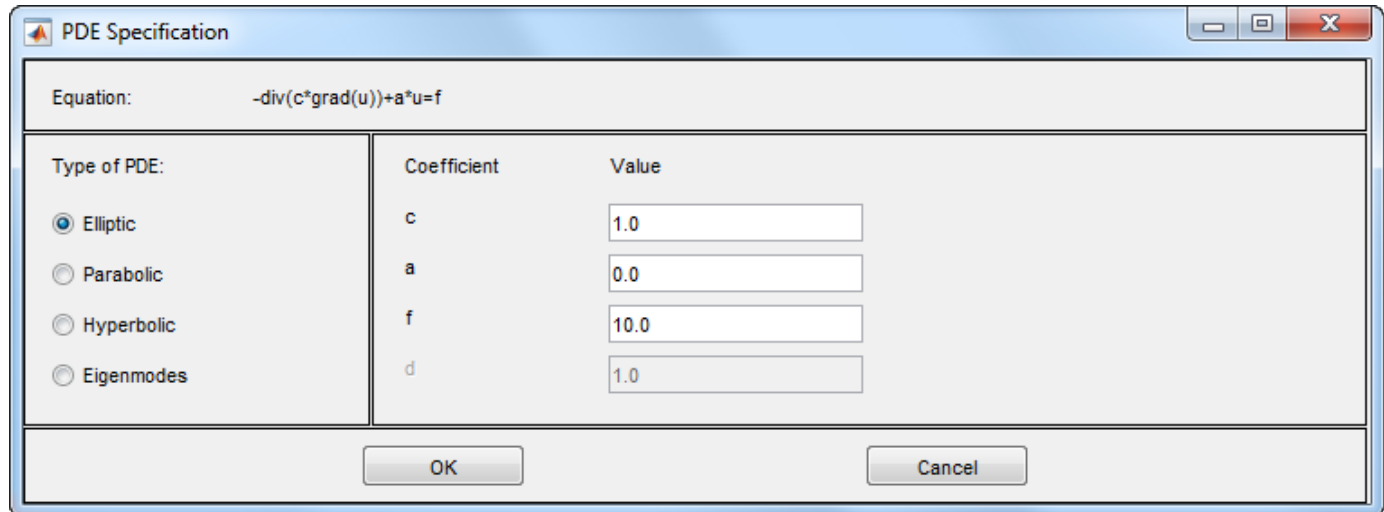 PDE Specification
Equation: -div(c*grad(u))+a*u=f
Type of PDE:
Elliptic
Parabolic
Hyperbolic
Eigenmodes
Coefficient Value
c 1.0
a 0.0
f 10.0
d 1.0
OK Cancel